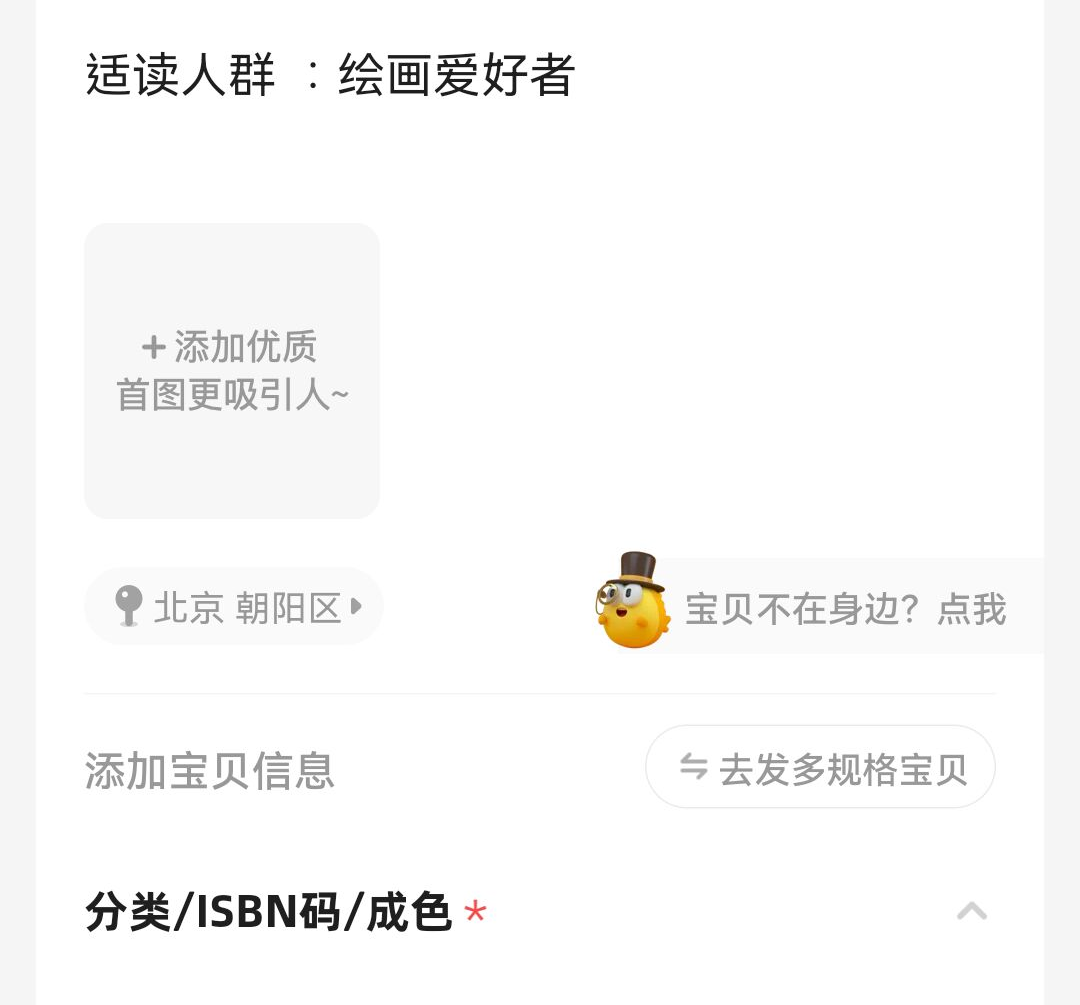 适读人群 ：绘画爱好者
+ 添加优质
首图更吸引人~
北京 朝阳区
宝贝不在身边？点我
添加宝贝信息
去发多规格宝贝
分类/ISBN码/成色 *